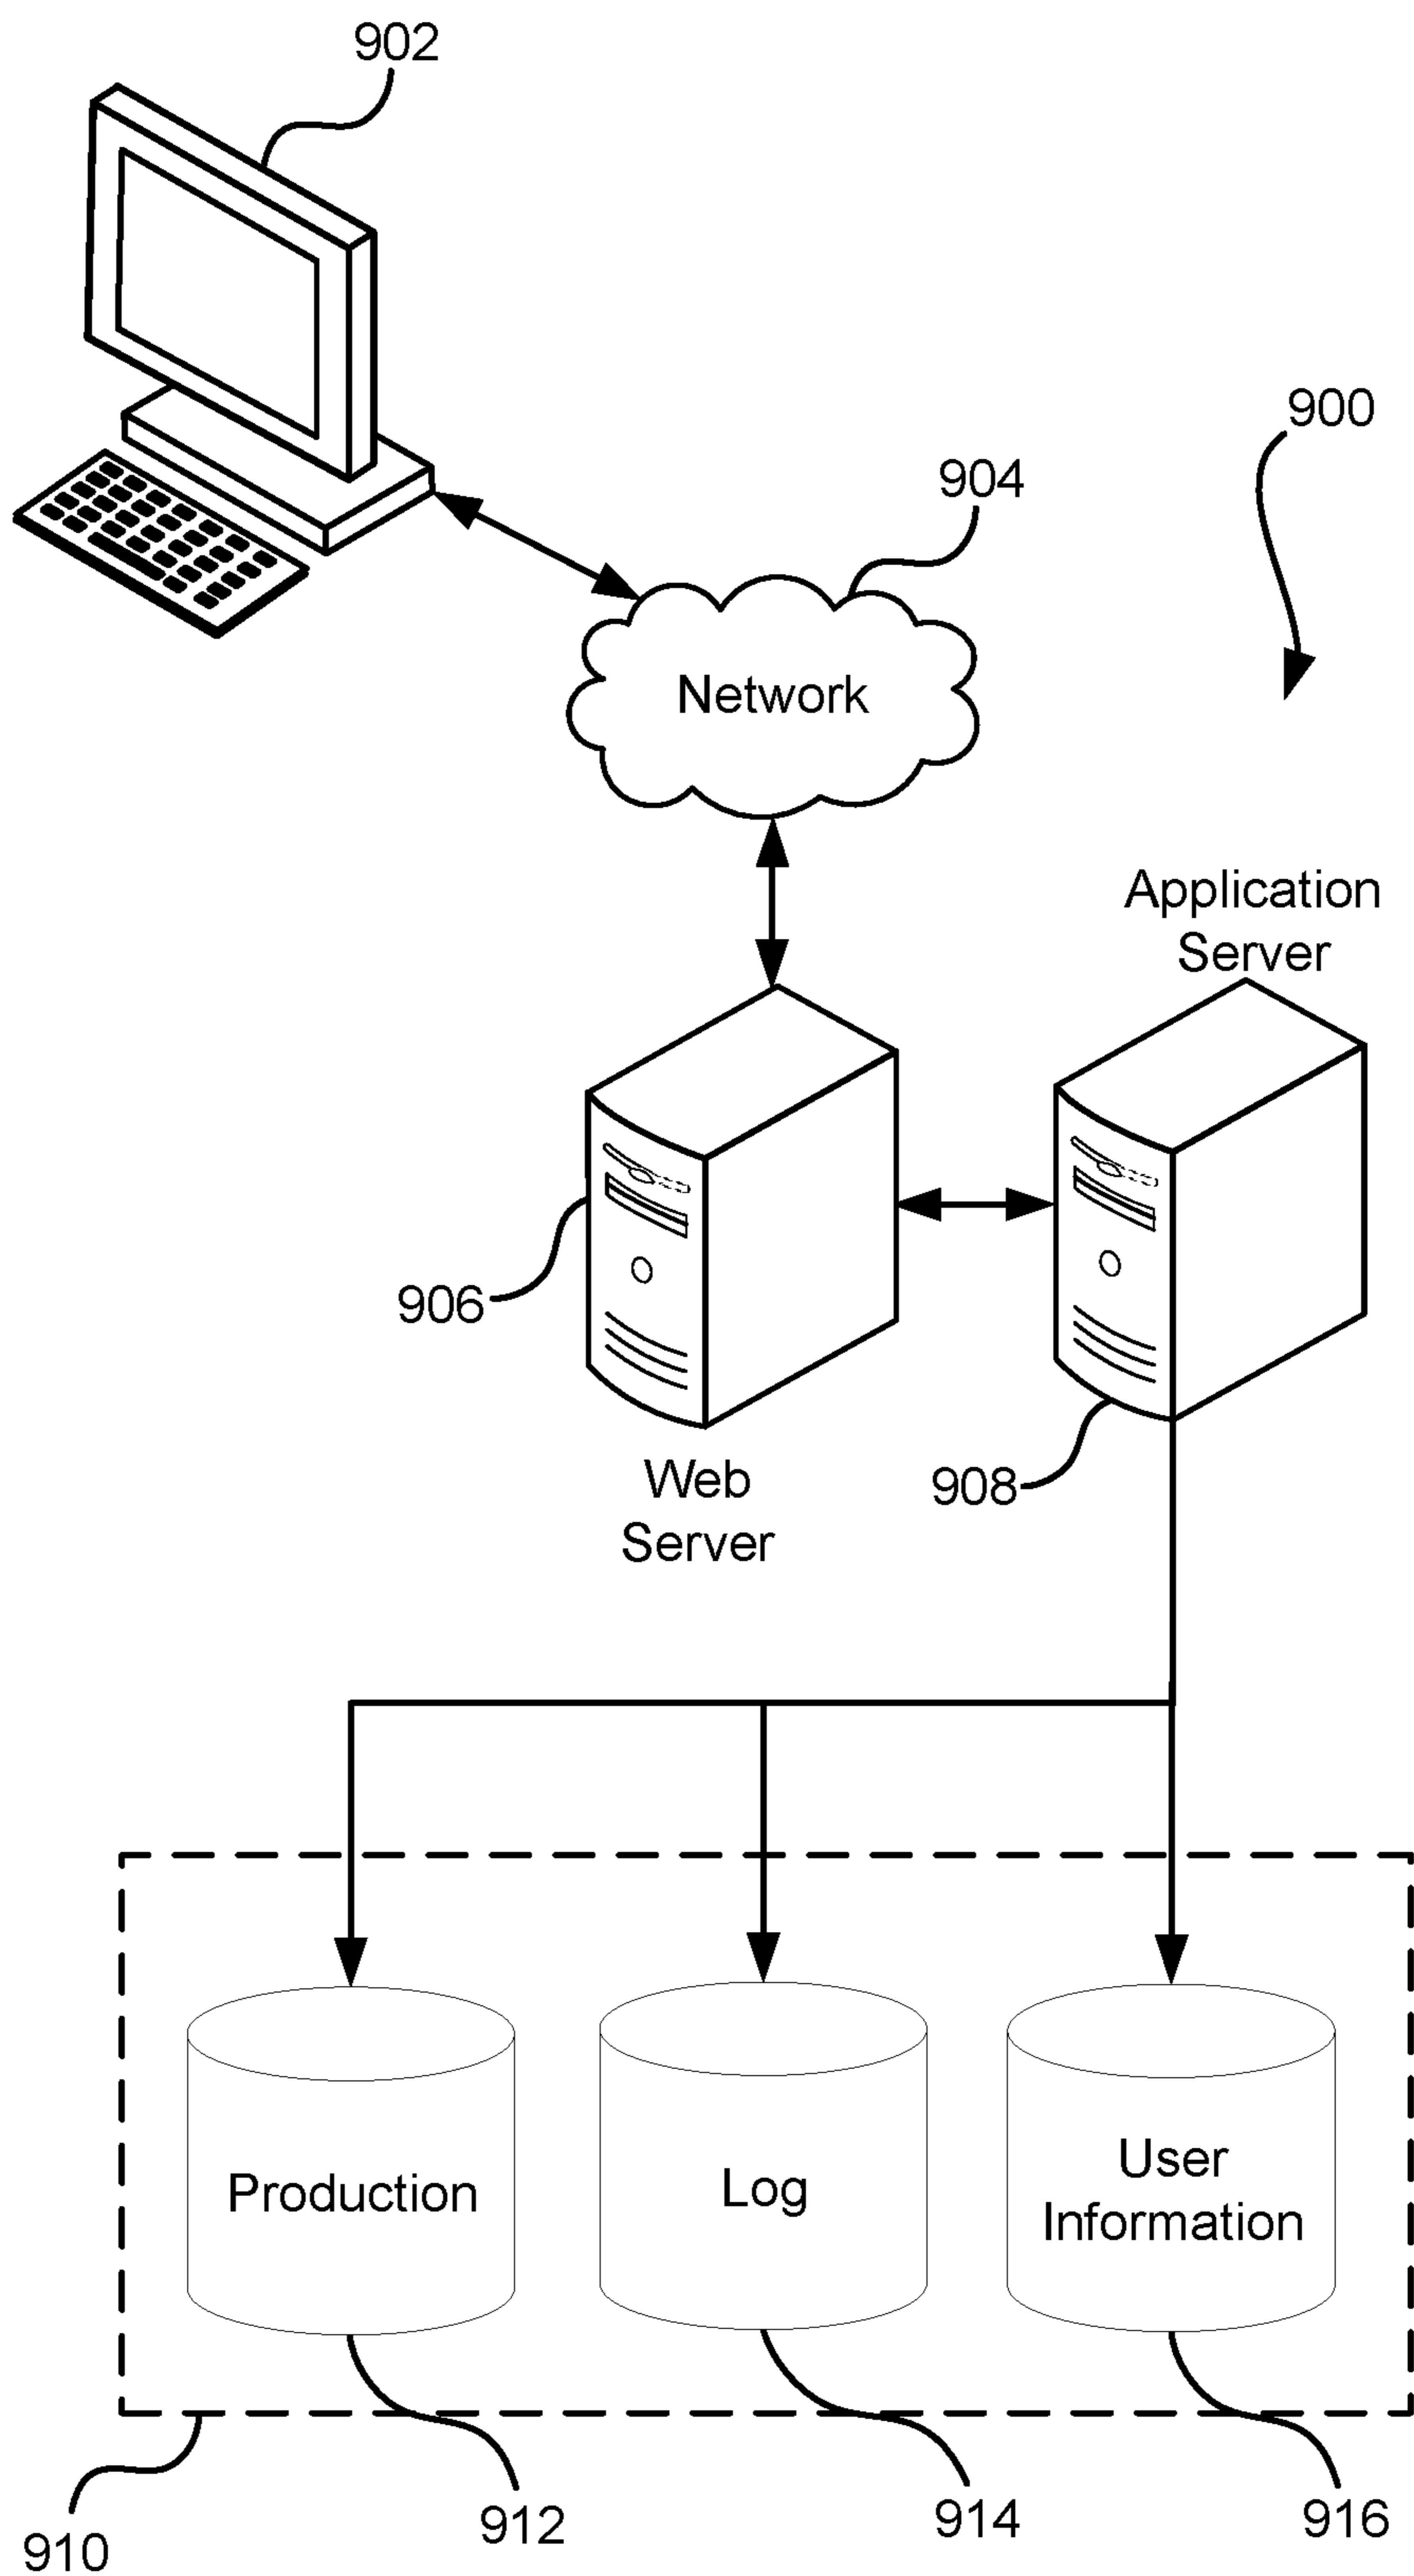 902
900
904
Network
Application
Server
906
908
Web
Server
Production
Log
User
Information
910
912
914
916